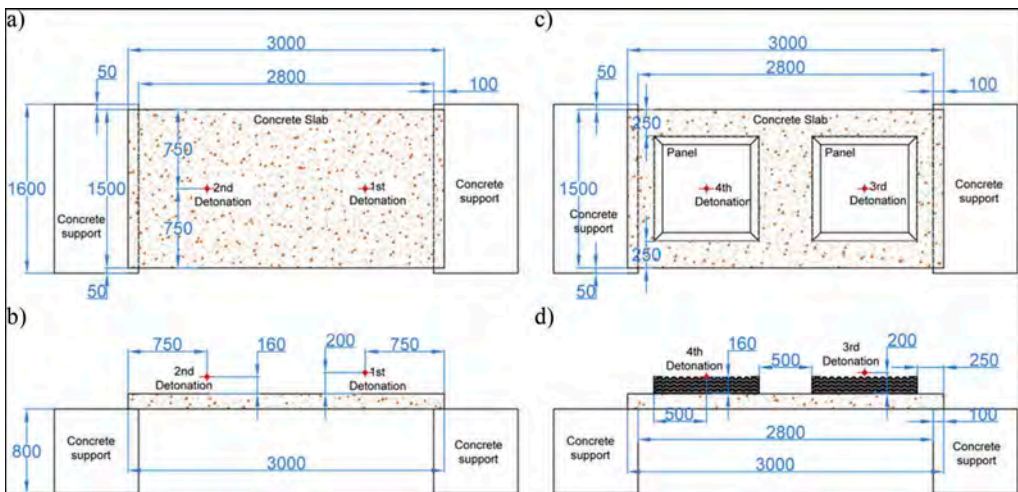 a)
3000
50
2800
100
Concrete Slab
750
1600
1500
2nd
Detonation
1st
Detonation
Concrete
support
Concrete
support
750
50
c)
3000
50
2800
100
250
Concrete Slab
Panel
Panel
1500
4th
Detonation
3rd
Detonation
Concrete
support
Concrete
support
250
50
b)
750
160
200
750
2nd
Detonation
1st
Detonation
800
Concrete
support
Concrete
support
3000
d)
4th
Detonation
160
500
3rd
Detonation
200
250
500
100
Concrete
support
2800
Concrete
support
3000